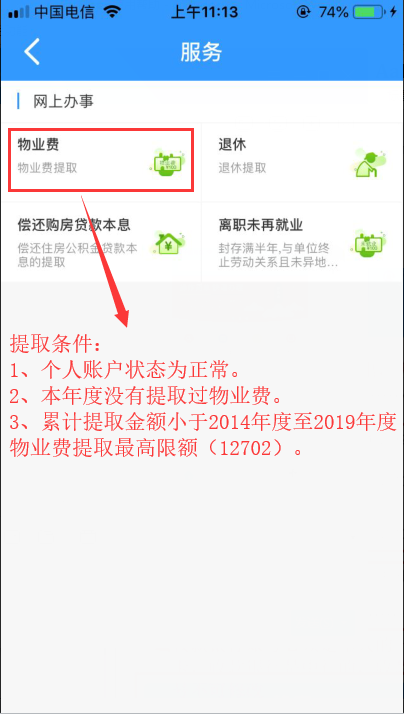 中国电信 上午11:13 74%
服务
网上办事
物业费
物业费提取
退休
退休提取
偿还购房贷款本息
偿还住房公积金贷款本
息的提取
离职未再就业
封存满半年,与单位终
止劳动关系且未异地...
提取条件：
1、个人账户状态为正常。
2、本年度没有提取过物业费。
3、累计提取金额小于2014年度至2019年度
物业费提取最高限额（12702）。